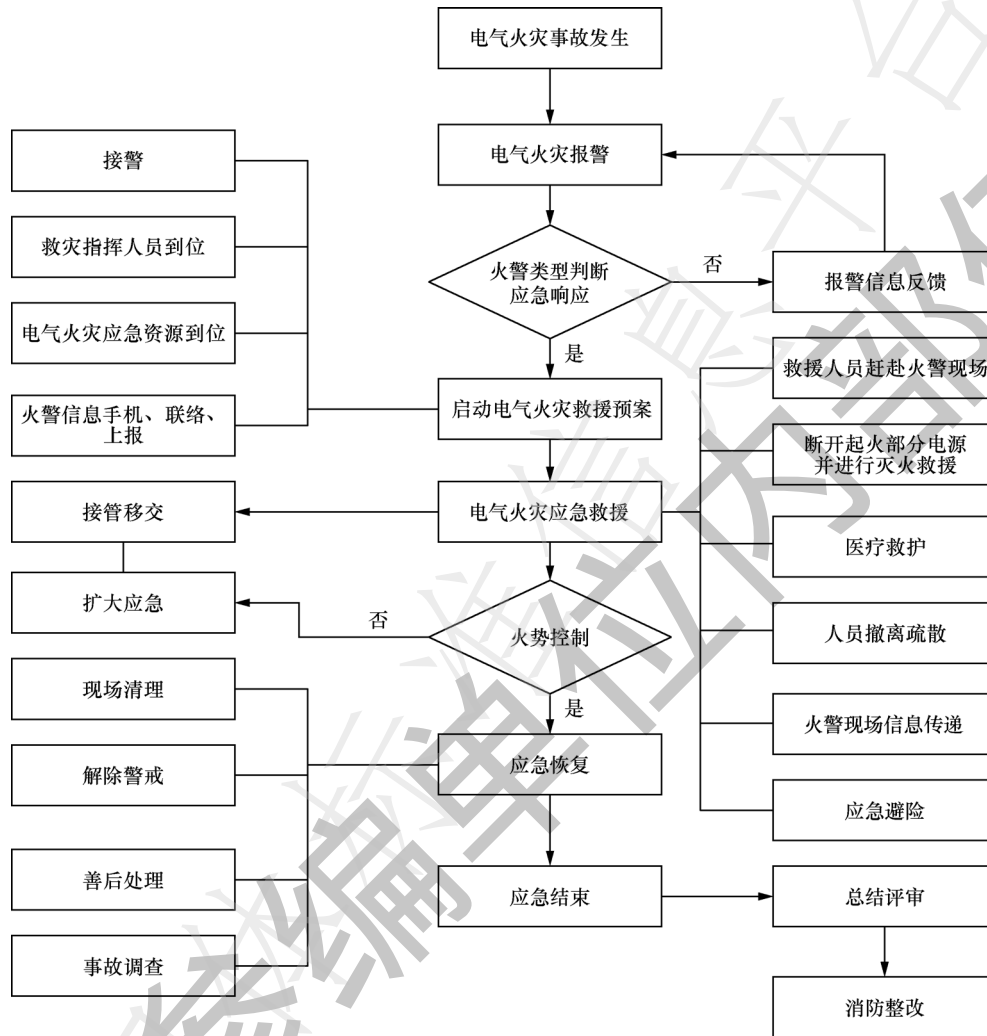 电气火灾事故发生
电气火灾报警
接警
救灾指挥人员到位
火警类型判断
应急响应
否
报警信息反馈
电气火灾应急资源到位
是
救援人员赶赴火警现场
火警信息手机、联络、
上报
启动电气火灾救援预案
断开起火部分电源
并进行灭火救援
接管移交
电气火灾应急救援
医疗救护
扩大应急
否
火势控制
人员撤离疏散
现场清理
是
火警现场信息传递
解除警戒
应急恢复
应急避险
善后处理
应急结束
总结评审
事故调查
消防整改